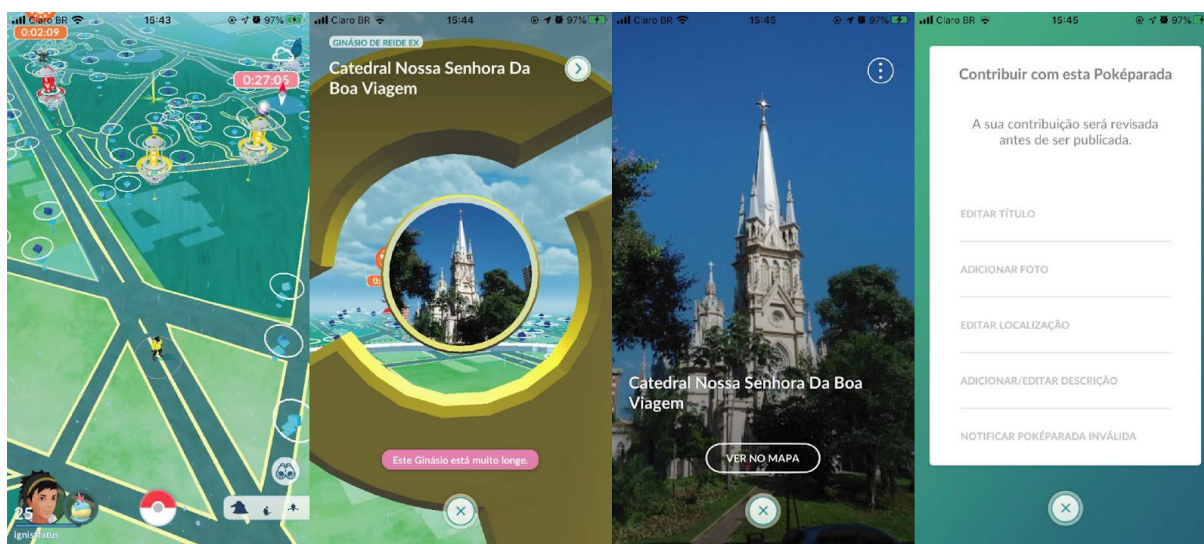 Claro BR 15:43 97%
0:02:09
0:27:05
25
ignisfatus
Claro BR 15:44 97%
GINÁSIO DE REIDE EX
Catedral Nossa Senhora Da
Boa Viagem
Este Ginásio está muito longe.
Claro BR 15:45 97%
Catedral Nossa Senhora Da Boa
Viagem
VER NO MAPA
Claro BR 15:45 97%
Contribuir com esta Poképarada
A sua contribuição será revisada
antes de ser publicada.
EDITAR TÍTULO
ADICIONAR FOTO
EDITAR LOCALIZAÇÃO
ADICIONAR/EDITAR DESCRIÇÃO
NOTIFICAR POKÉPARADA INVÁLIDA